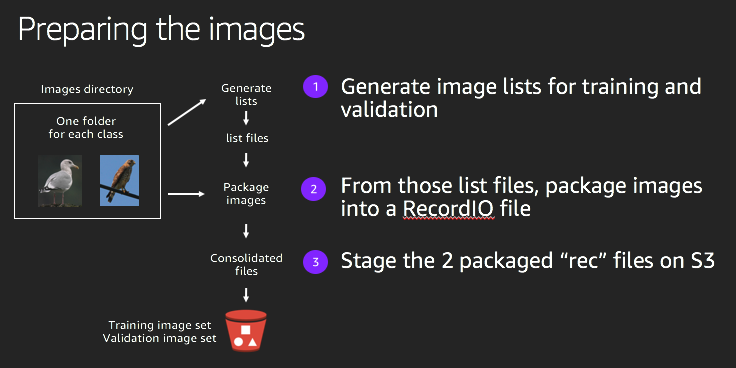 Preparing the images
Images directory
One folder
for each class
Generate
lists
list files
Package
images
Consolidated
files
Training image set
Validation image set
1
Generate image lists for training and
validation
2
From those list files, package images
into a RecordIO file
3
Stage the 2 packaged “rec” files on S3